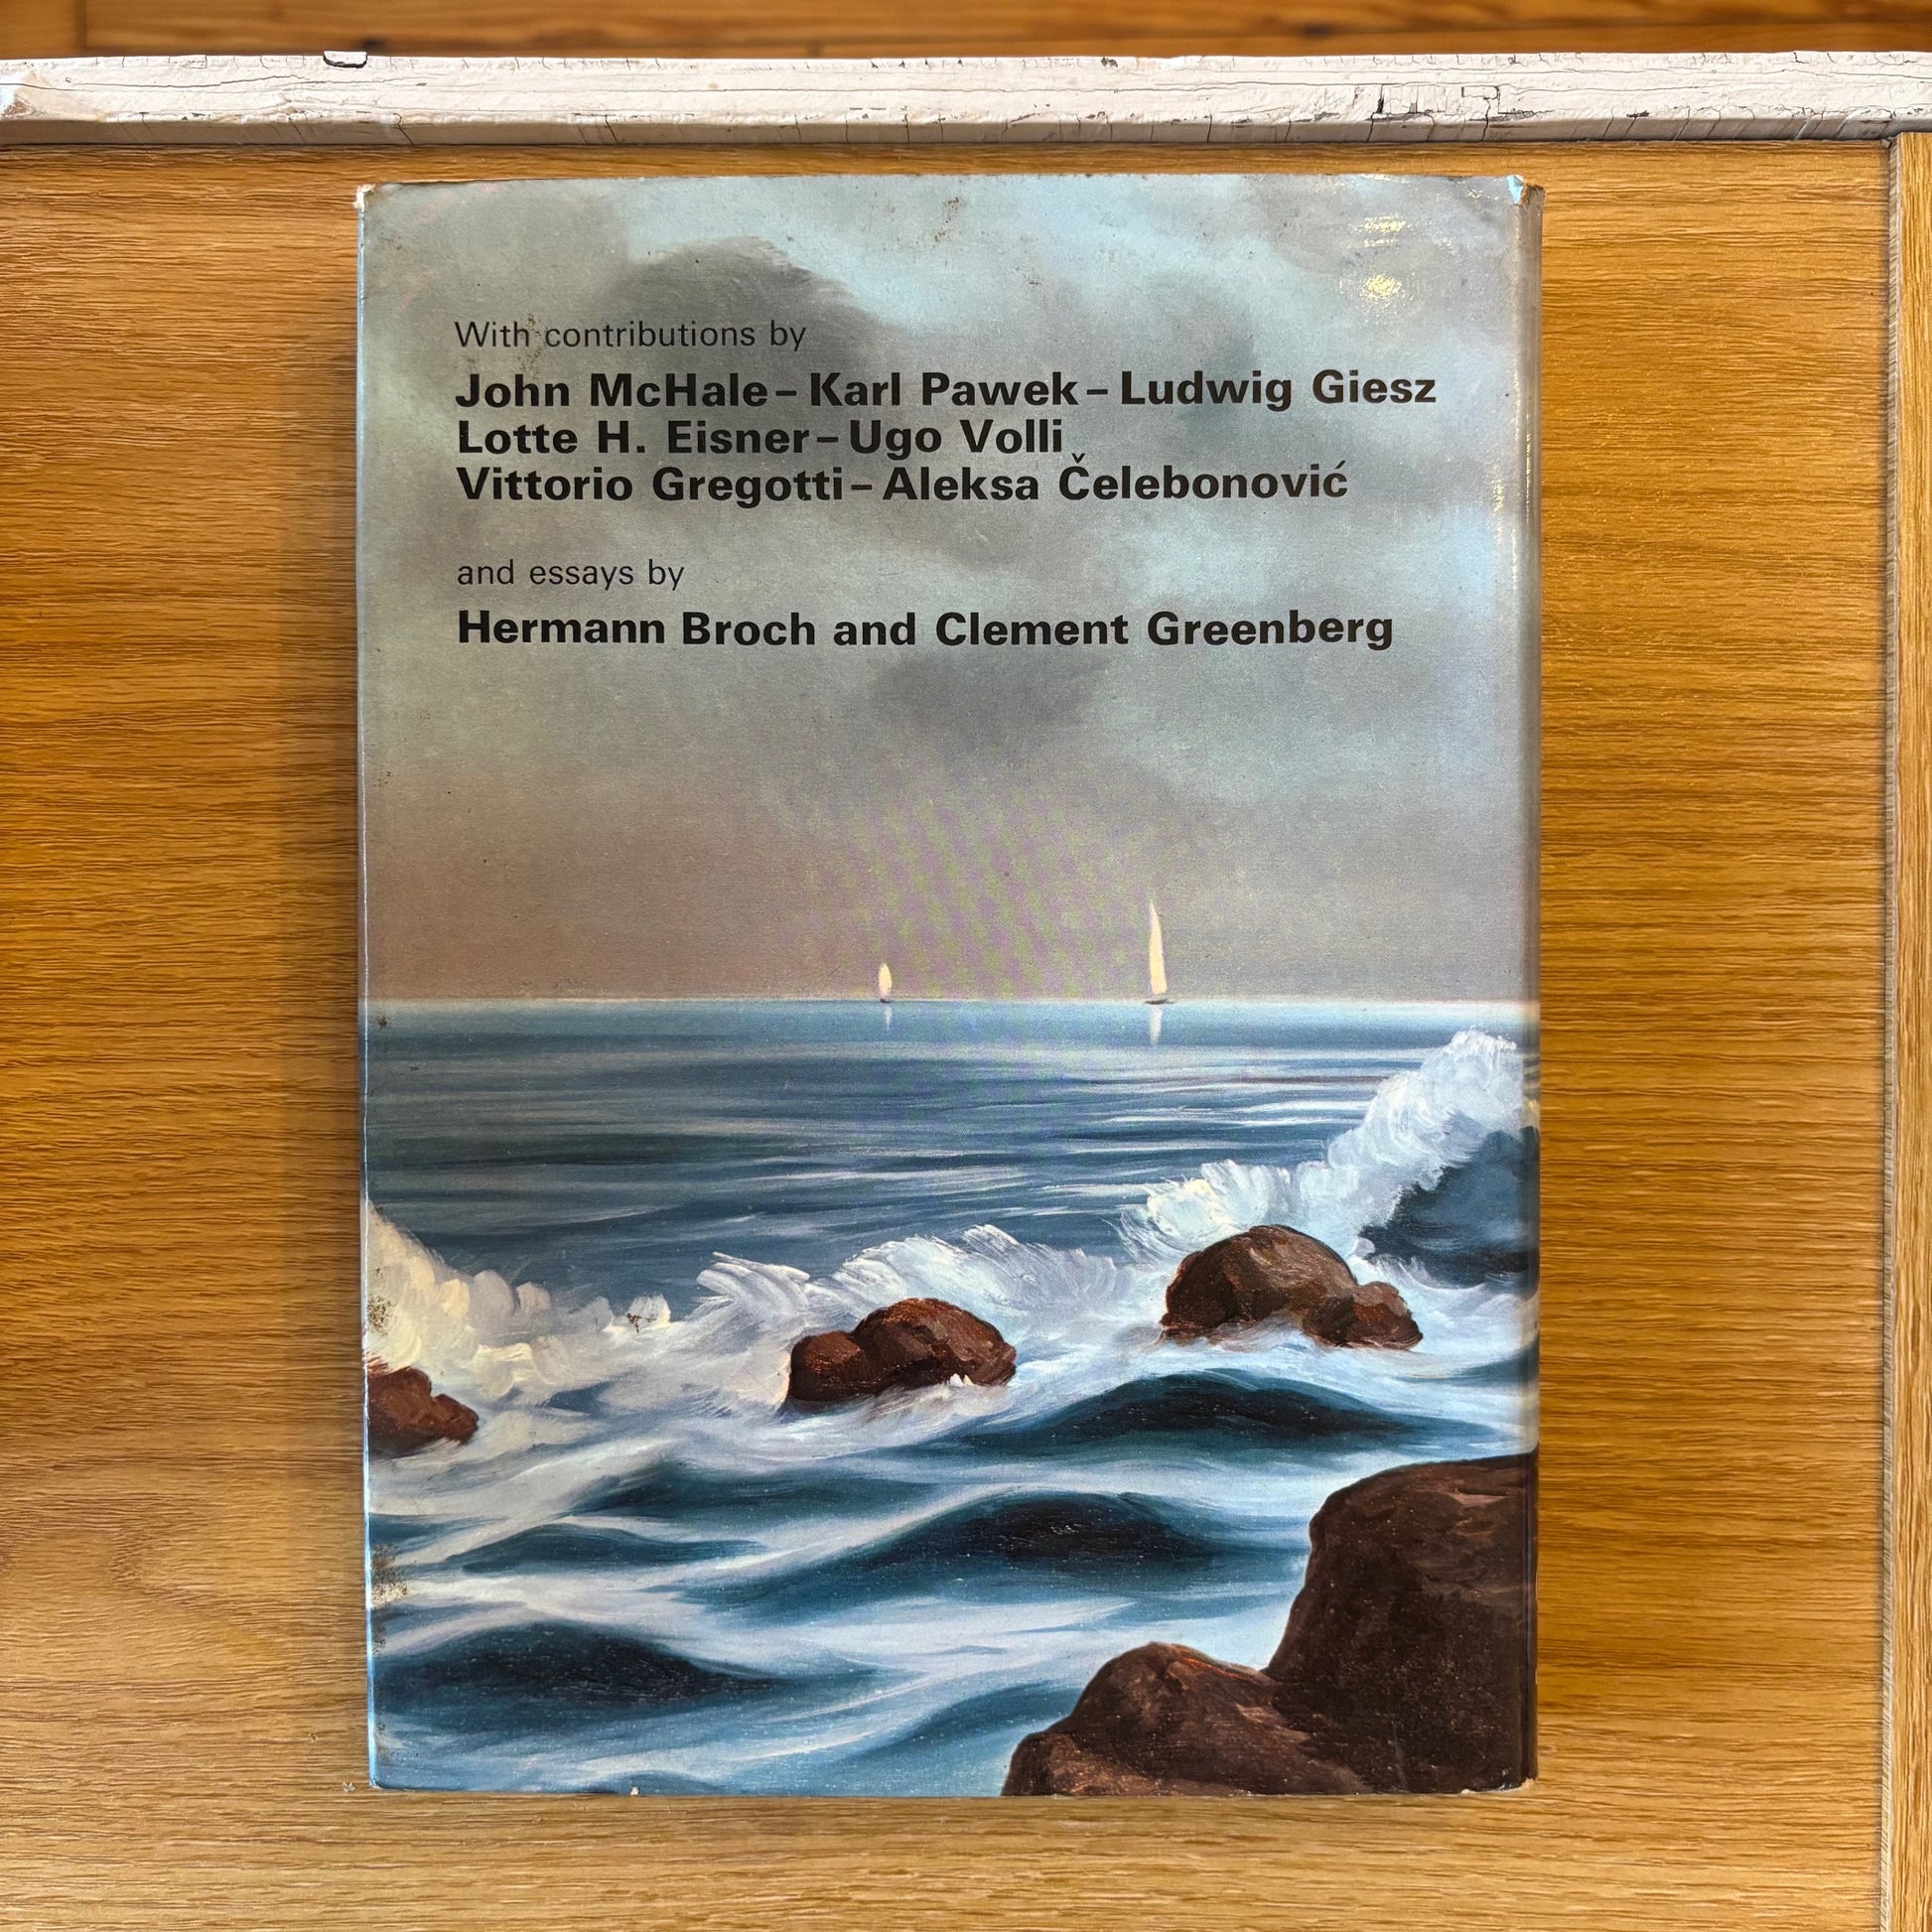 With contributions by
John McHale – Karl Pawek – Ludwig Giesz
Lotte H. Eisner – Ugo Volli
Vittorio Gregotti – Aleksa Čelebonović
and essays by
Hermann Broch and Clement Greenberg